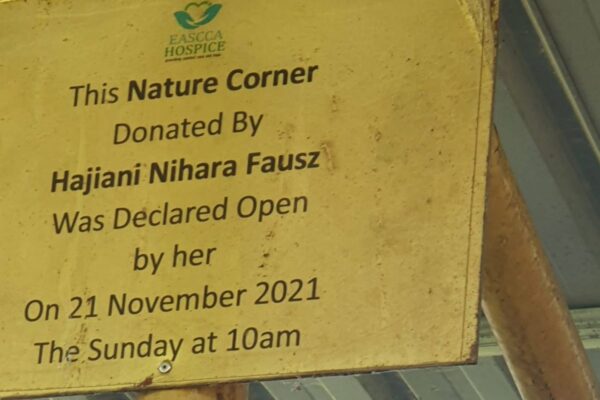 EASCCA
HOSPICE
This Nature Corner
Donated By
Hajiani Nihara Fausz
Was Declared Open
by her
On 21 November 2021
The Sunday at 10am